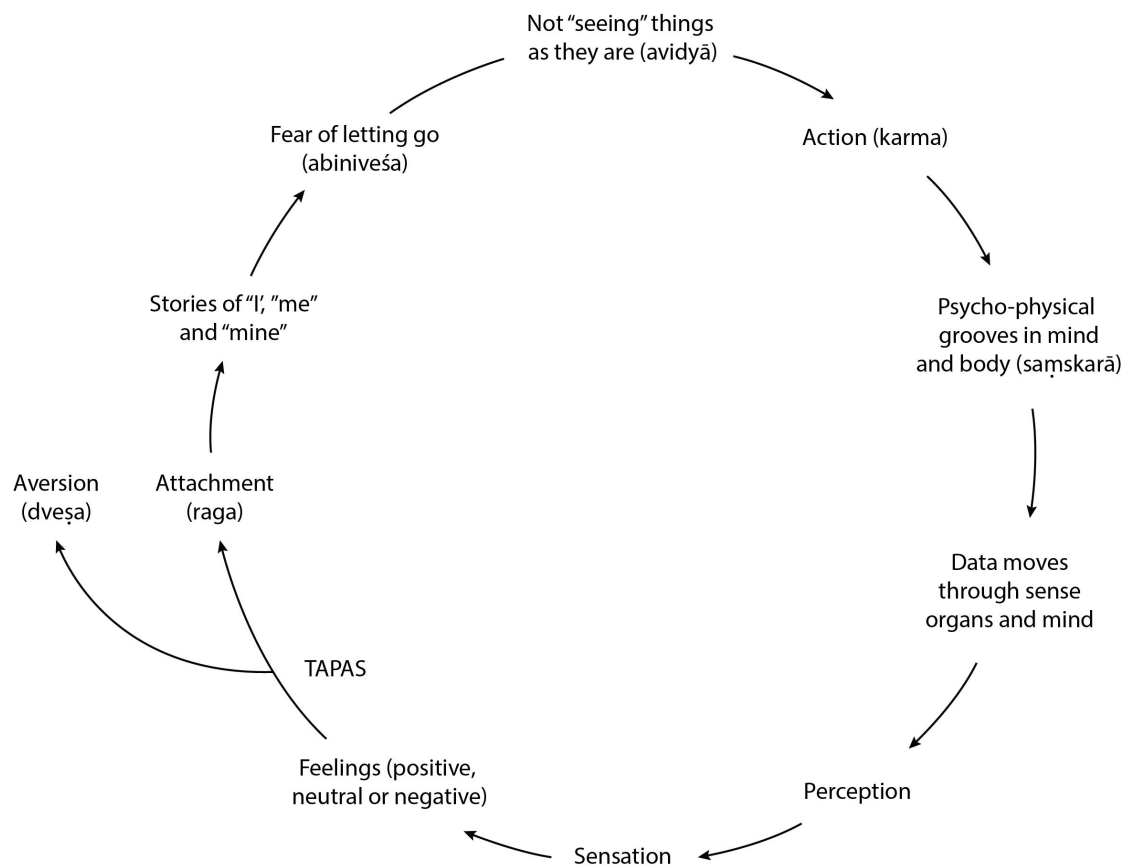 Not “seeing” things
as they are (avidyā)
Action (karma)
Psycho-physical
grooves in mind
and body (saṃskarā)
Data moves
through sense
organs and mind
Perception
Sensation
Feelings (positive,
neutral or negative)
TAPAS
Attachment
(raga)
Aversion
(dveṣa)
Stories of “I’, ”me”
and “mine”
Fear of letting go
(abiniveśa)